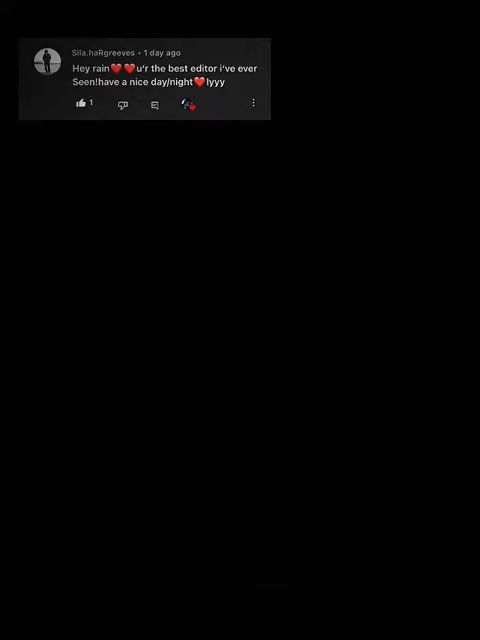 Sila.haRgreeves • 1 day ago
Hey rain❤️❤️u'r the best editor i've ever
Seen!have a nice day/night❤️lyyy
1